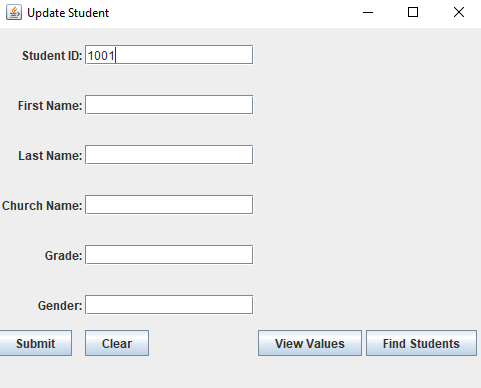 Update Student
Student ID: 1001
First Name:
Last Name:
Church Name:
Grade:
Gender:
Submit Clear View Values Find Students